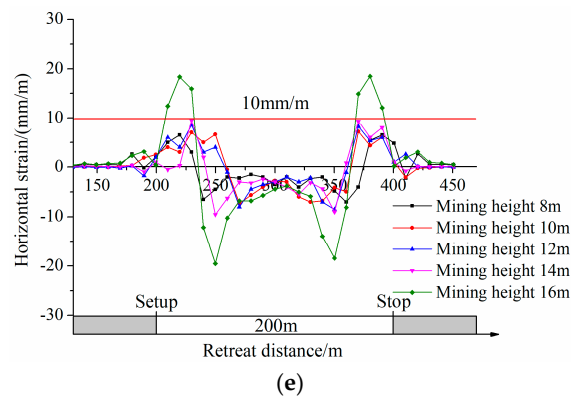 30
20
10mm/m
10
0
150 200 250 300 350 400 450
-10
-20
-30
Horizontal strain/(mm/m)
Mining height 8m
Mining height 10m
Mining height 12m
Mining height 14m
Mining height 16m
Setup
Stop
200m
Retreat distance/m
(e)